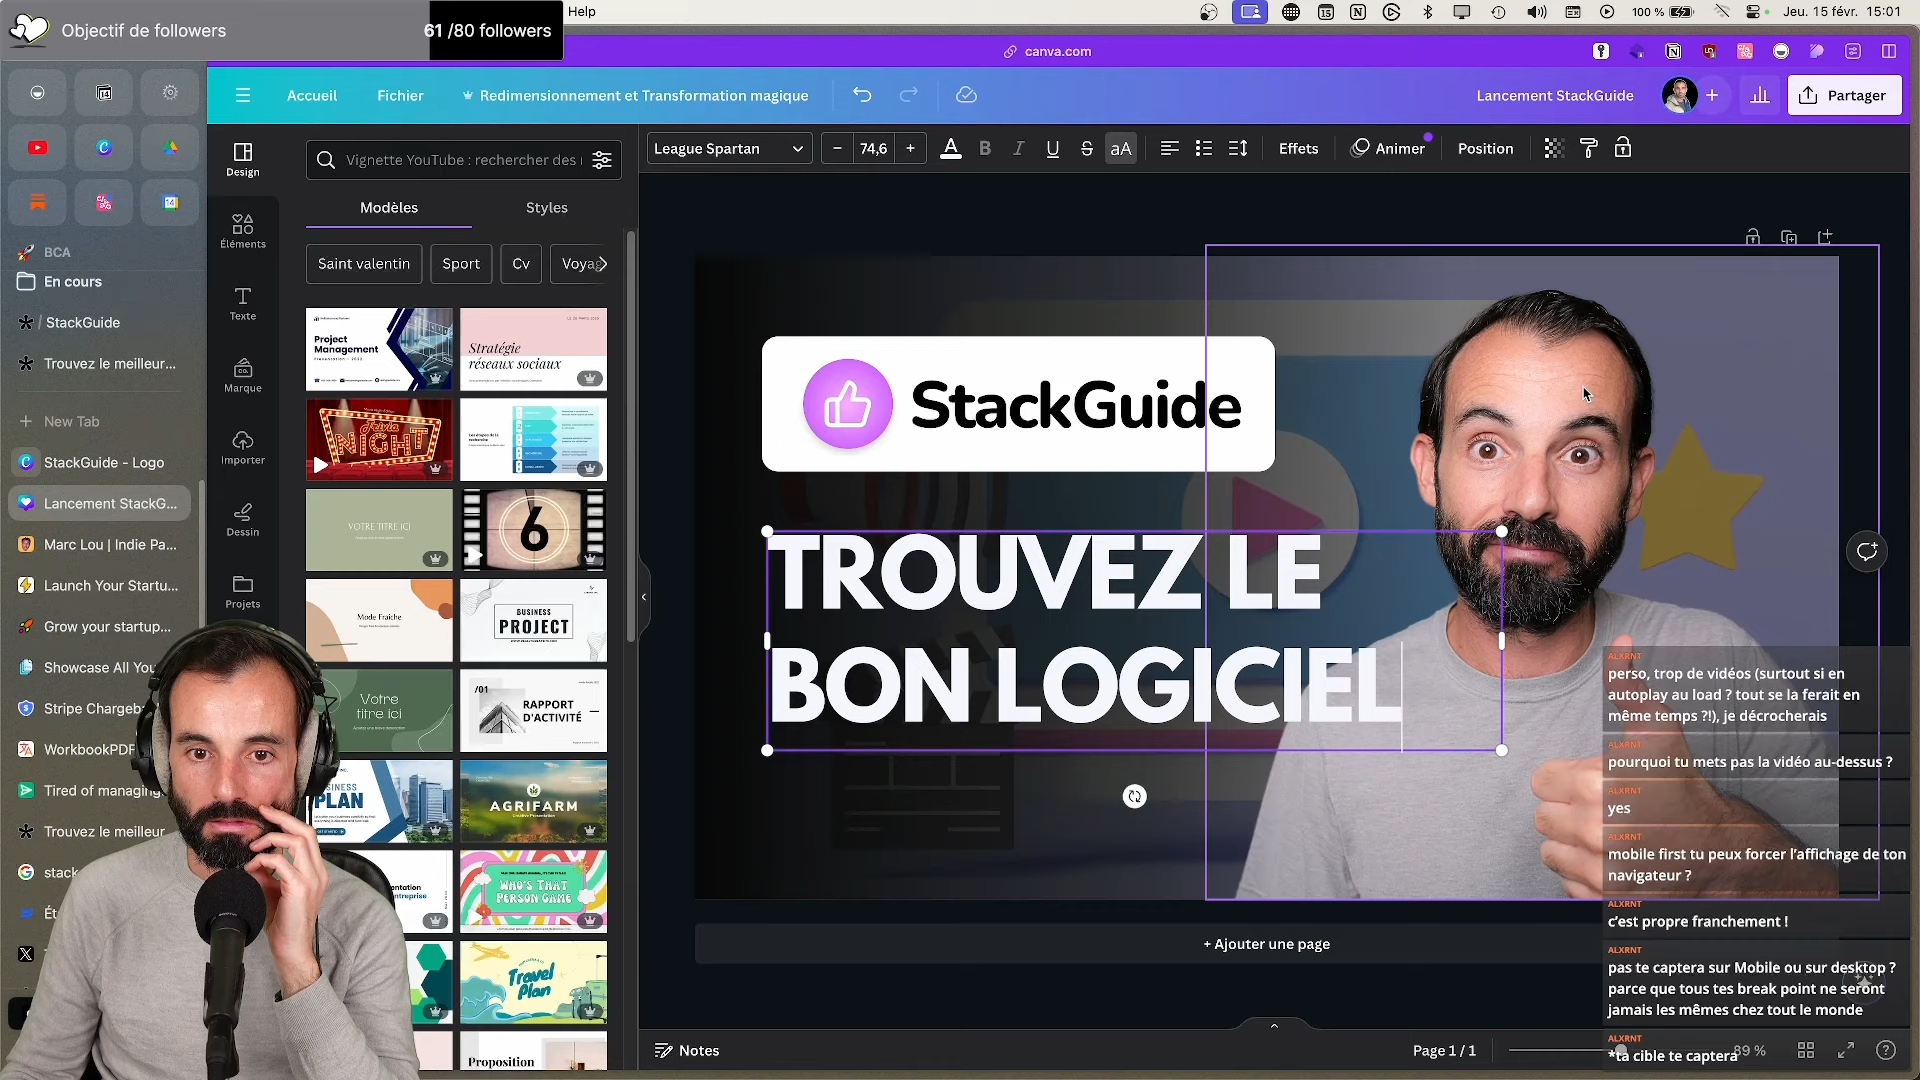 Objectif de followers
61 /80 followers
Help
100 %
Jeu. 15 févr. 15:01
canva.com
Accueil
Fichier
Redimensionnement et Transformation magique
Lancement StackGuide
Partager
Design
Vignette YouTube : rechercher des
League Spartan
74,6
aA
Effets
Animer
Position
Modèles
Styles
Éléments
Saint valentin
Sport
Cv
Voyag
BCA
En cours
/ StackGuide
Trouvez le meilleur...
New Tab
StackGuide - Logo
Lancement StackG...
Marc Lou | Indie Pa...
Launch Your Startu...
Grow your startup...
Showcase All You
Stripe Chargeb
WorkbookPDF
Tired of managing
Trouvez le meilleur
stack
Texte
Marque
Importer
Dessin
Projets
Project
Management
Stratégie
réseaux sociaux
Trivia
NIGHT
VOTRE TITRE ICI
6
Mode Fraîche
BUSINESS
PROJECT
Votre
titre ici
/01
RAPPORT
D'ACTIVITÉ
PLAN
AGRIFARM
WHO'S THAT
PERSON GAME
Travel
Plan
Proposition
StackGuide
TROUVEZ LE
BON LOGICIEL
+ Ajouter une page
Notes
Page 1 / 1
89 %
ALXRNT
perso, trop de vidéos (surtout si en
autoplay au load ? tout se la ferait en
même temps ?!), je décrocherais
ALXRNT
pourquoi tu mets pas la vidéo au-dessus ?
ALXRNT
yes
ALXRNT
mobile first tu peux forcer l'affichage de ton
navigateur ?
ALXRNT
c'est propre franchement !
ALXRNT
pas te captera sur Mobile ou sur desktop ?
parce que tous tes break point ne seront
jamais les mêmes chez tout le monde
ALXRNT
*ta cible te captera